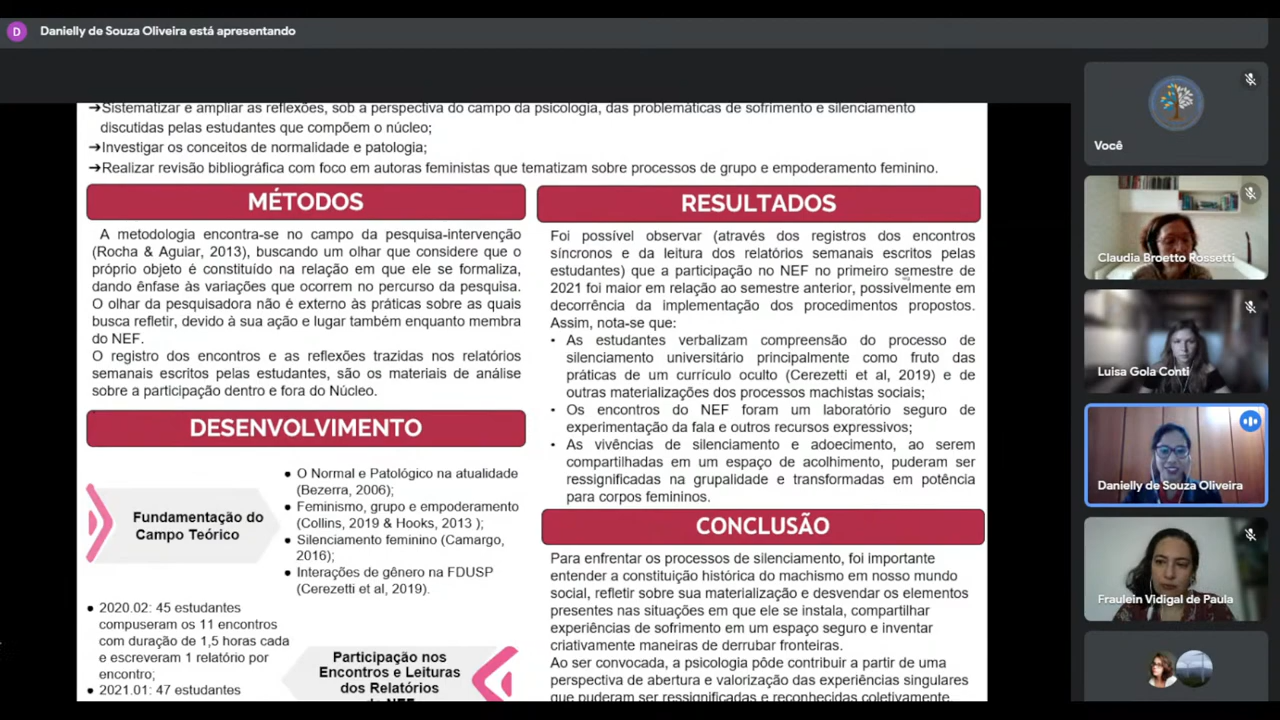 Danielly de Souza Oliveira está apresentando
➔Sistematizar e ampliar as reflexões, sob a perspectiva do campo da psicologia, das problemáticas de sofrimento e silenciamento
discutidas pelas estudantes que compõem o núcleo;
➔Investigar os conceitos de normalidade e patologia;
➔Realizar revisão bibliográfica com foco em autoras feministas que tematizam sobre processos de grupo e empoderamento feminino.
MÉTODOS
A metodologia encontra-se no campo da pesquisa-intervenção
(Rocha & Aguiar, 2013), buscando um olhar que considere que o
próprio objeto é constituído na relação em que ele se formaliza,
dando ênfase às variações que ocorrem no percurso da pesquisa.
O olhar da pesquisadora não é externo às práticas sobre as quais
busca refletir, devido à sua ação e lugar também enquanto membra
do NEF.
O registro dos encontros e as reflexões trazidas nos relatórios
semanais escritos pelas estudantes, são os materiais de análise
sobre a participação dentro e fora do Núcleo.
DESENVOLVIMENTO
Fundamentação do
Campo Teórico
● O Normal e Patológico na atualidade
(Bezerra, 2006);
● Feminismo, grupo e empoderamento
(Collins, 2019 & Hooks, 2013 );
● Silenciamento feminino (Camargo,
2016);
● Interações de gênero na FDUSP
(Cerezetti et al, 2019).
● 2020.02: 45 estudantes
compuseram os 11 encontros
com duração de 1,5 horas cada
e escreveram 1 relatório por
encontro;
● 2021.01: 47 estudantes
Participação nos
Encontros e Leituras
dos Relatórios
RESULTADOS
Foi possível observar (através dos registros dos encontros
síncronos e da leitura dos relatórios semanais escritos pelas
estudantes) que a participação no NEF no primeiro semestre de
2021 foi maior em relação ao semestre anterior, possivelmente em
decorrência da implementação dos procedimentos propostos.
Assim, nota-se que:
• As estudantes verbalizam compreensão do processo de
silenciamento universitário principalmente como fruto das
práticas de um currículo oculto (Cerezetti et al, 2019) e de
outras materializações dos processos machistas sociais;
• Os encontros do NEF foram um laboratório seguro de
experimentação da fala e outros recursos expressivos;
• As vivências de silenciamento e adoecimento, ao serem
compartilhadas em um espaço de acolhimento, puderam ser
ressignificadas na grupalidade e transformadas em potência
para corpos femininos.
CONCLUSÃO
Para enfrentar os processos de silenciamento, foi importante
entender a constituição histórica do machismo em nosso mundo
social, refletir sobre sua materialização e desvendar os elementos
presentes nas situações em que ele se instala, compartilhar
experiências de sofrimento em um espaço seguro e inventar
criativamente maneiras de derrubar fronteiras.
Ao ser convocada, a psicologia pôde contribuir a partir de uma
perspectiva de abertura e valorização das experiências singulares
que puderam ser ressignificadas e reconhecidas coletivamente
D
Você
Claudia Broetto Rossetti
Luisa Gola Conti
Danielly de Souza Oliveira
Fraulein Vidigal de Paula